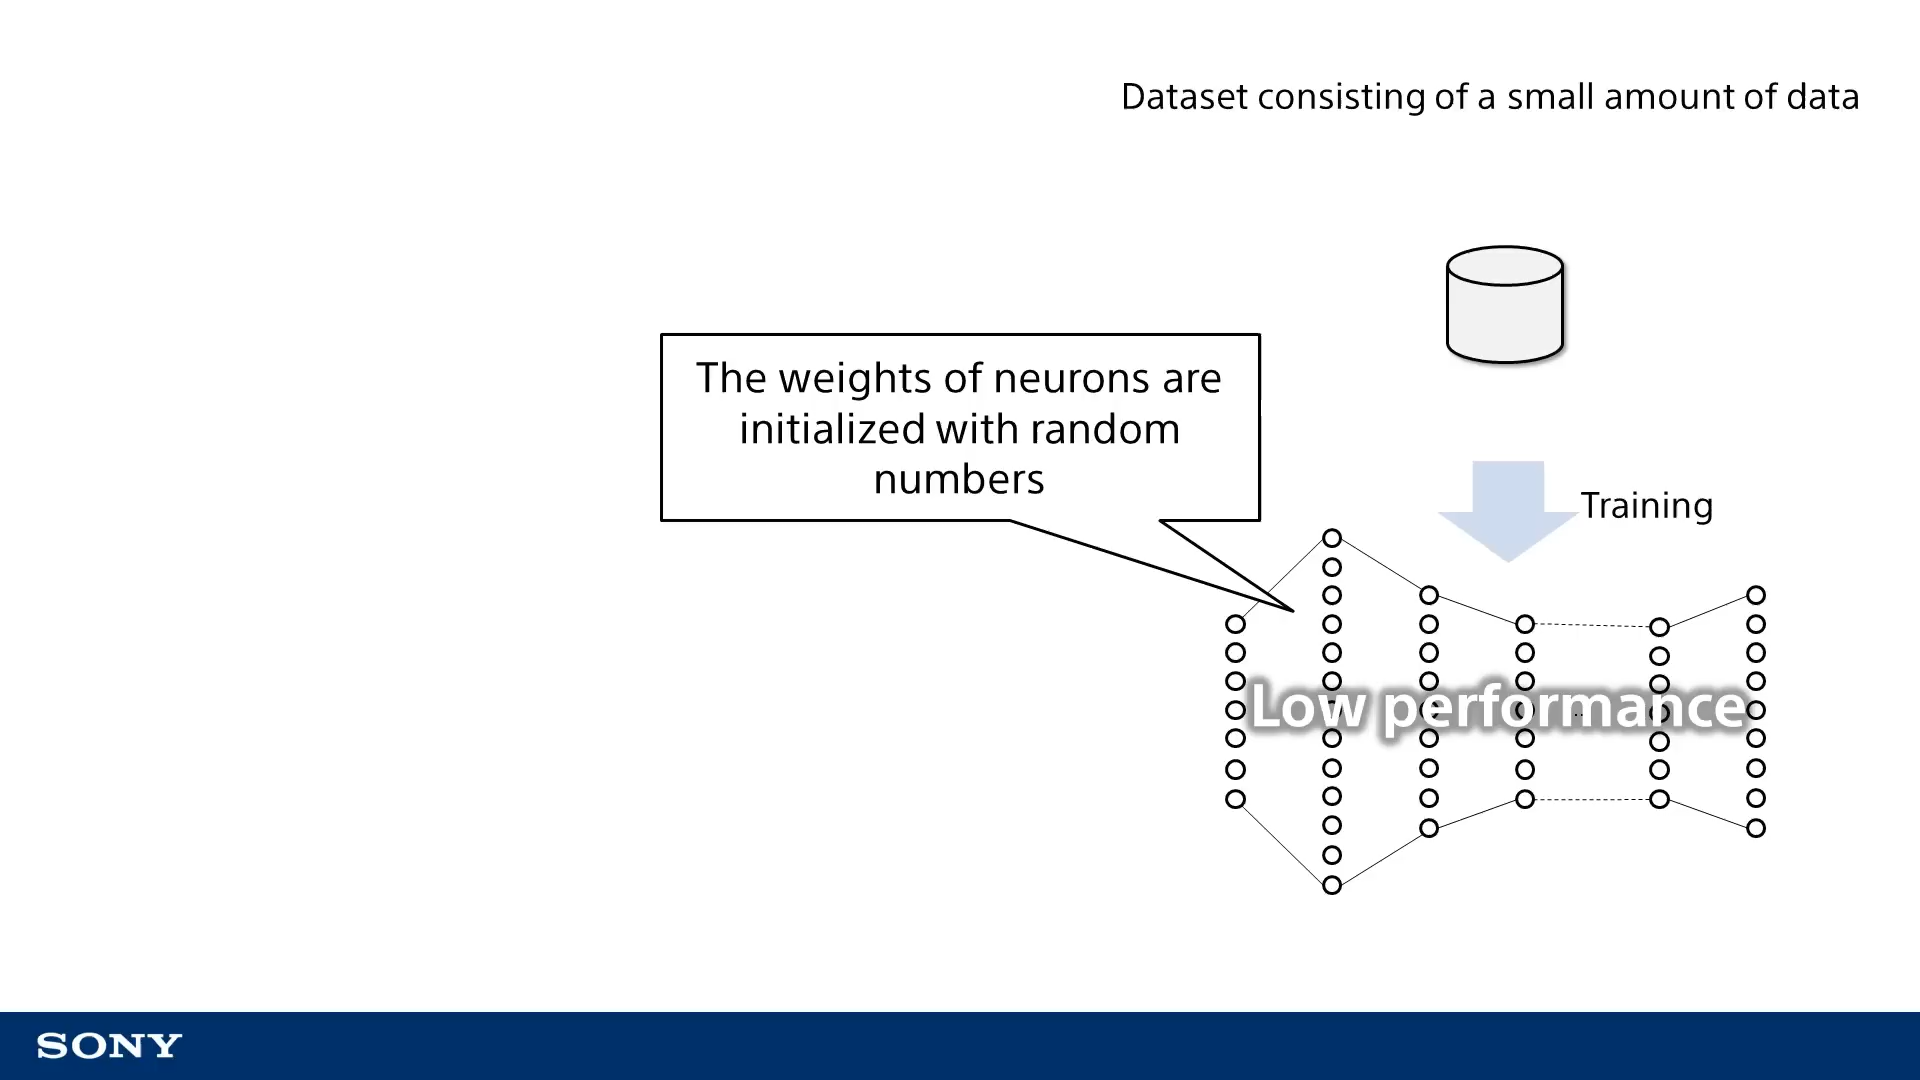 Dataset consisting of a small amount of data
The weights of neurons are
initialized with random
numbers
Training
Low performance
...
SONY